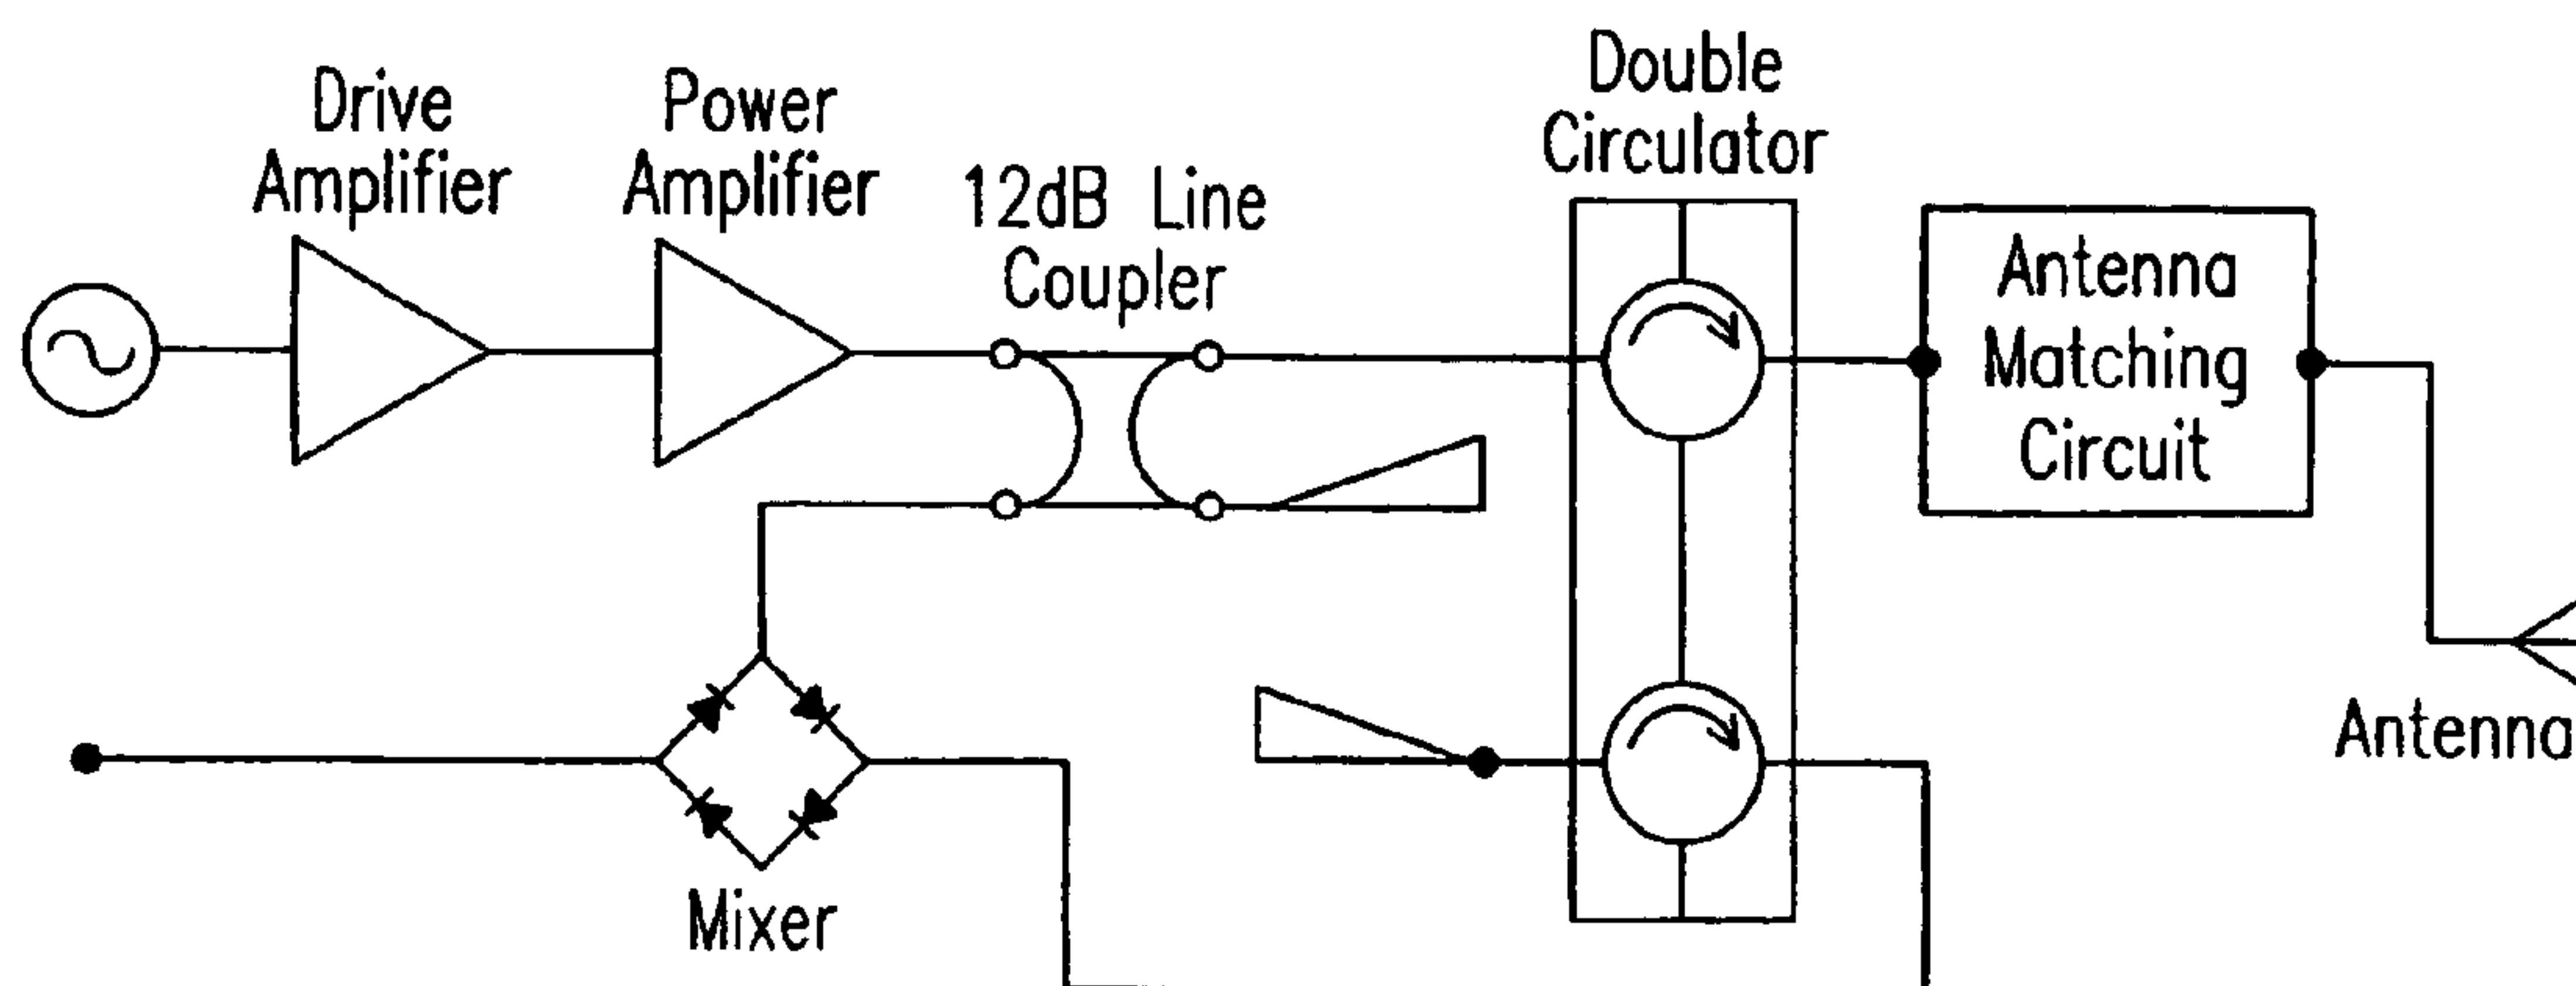 Drive
Amplifier
Power
Amplifier
12dB Line
Coupler
Double
Circulator
Antenna
Matching
Circuit
Antenna
Mixer